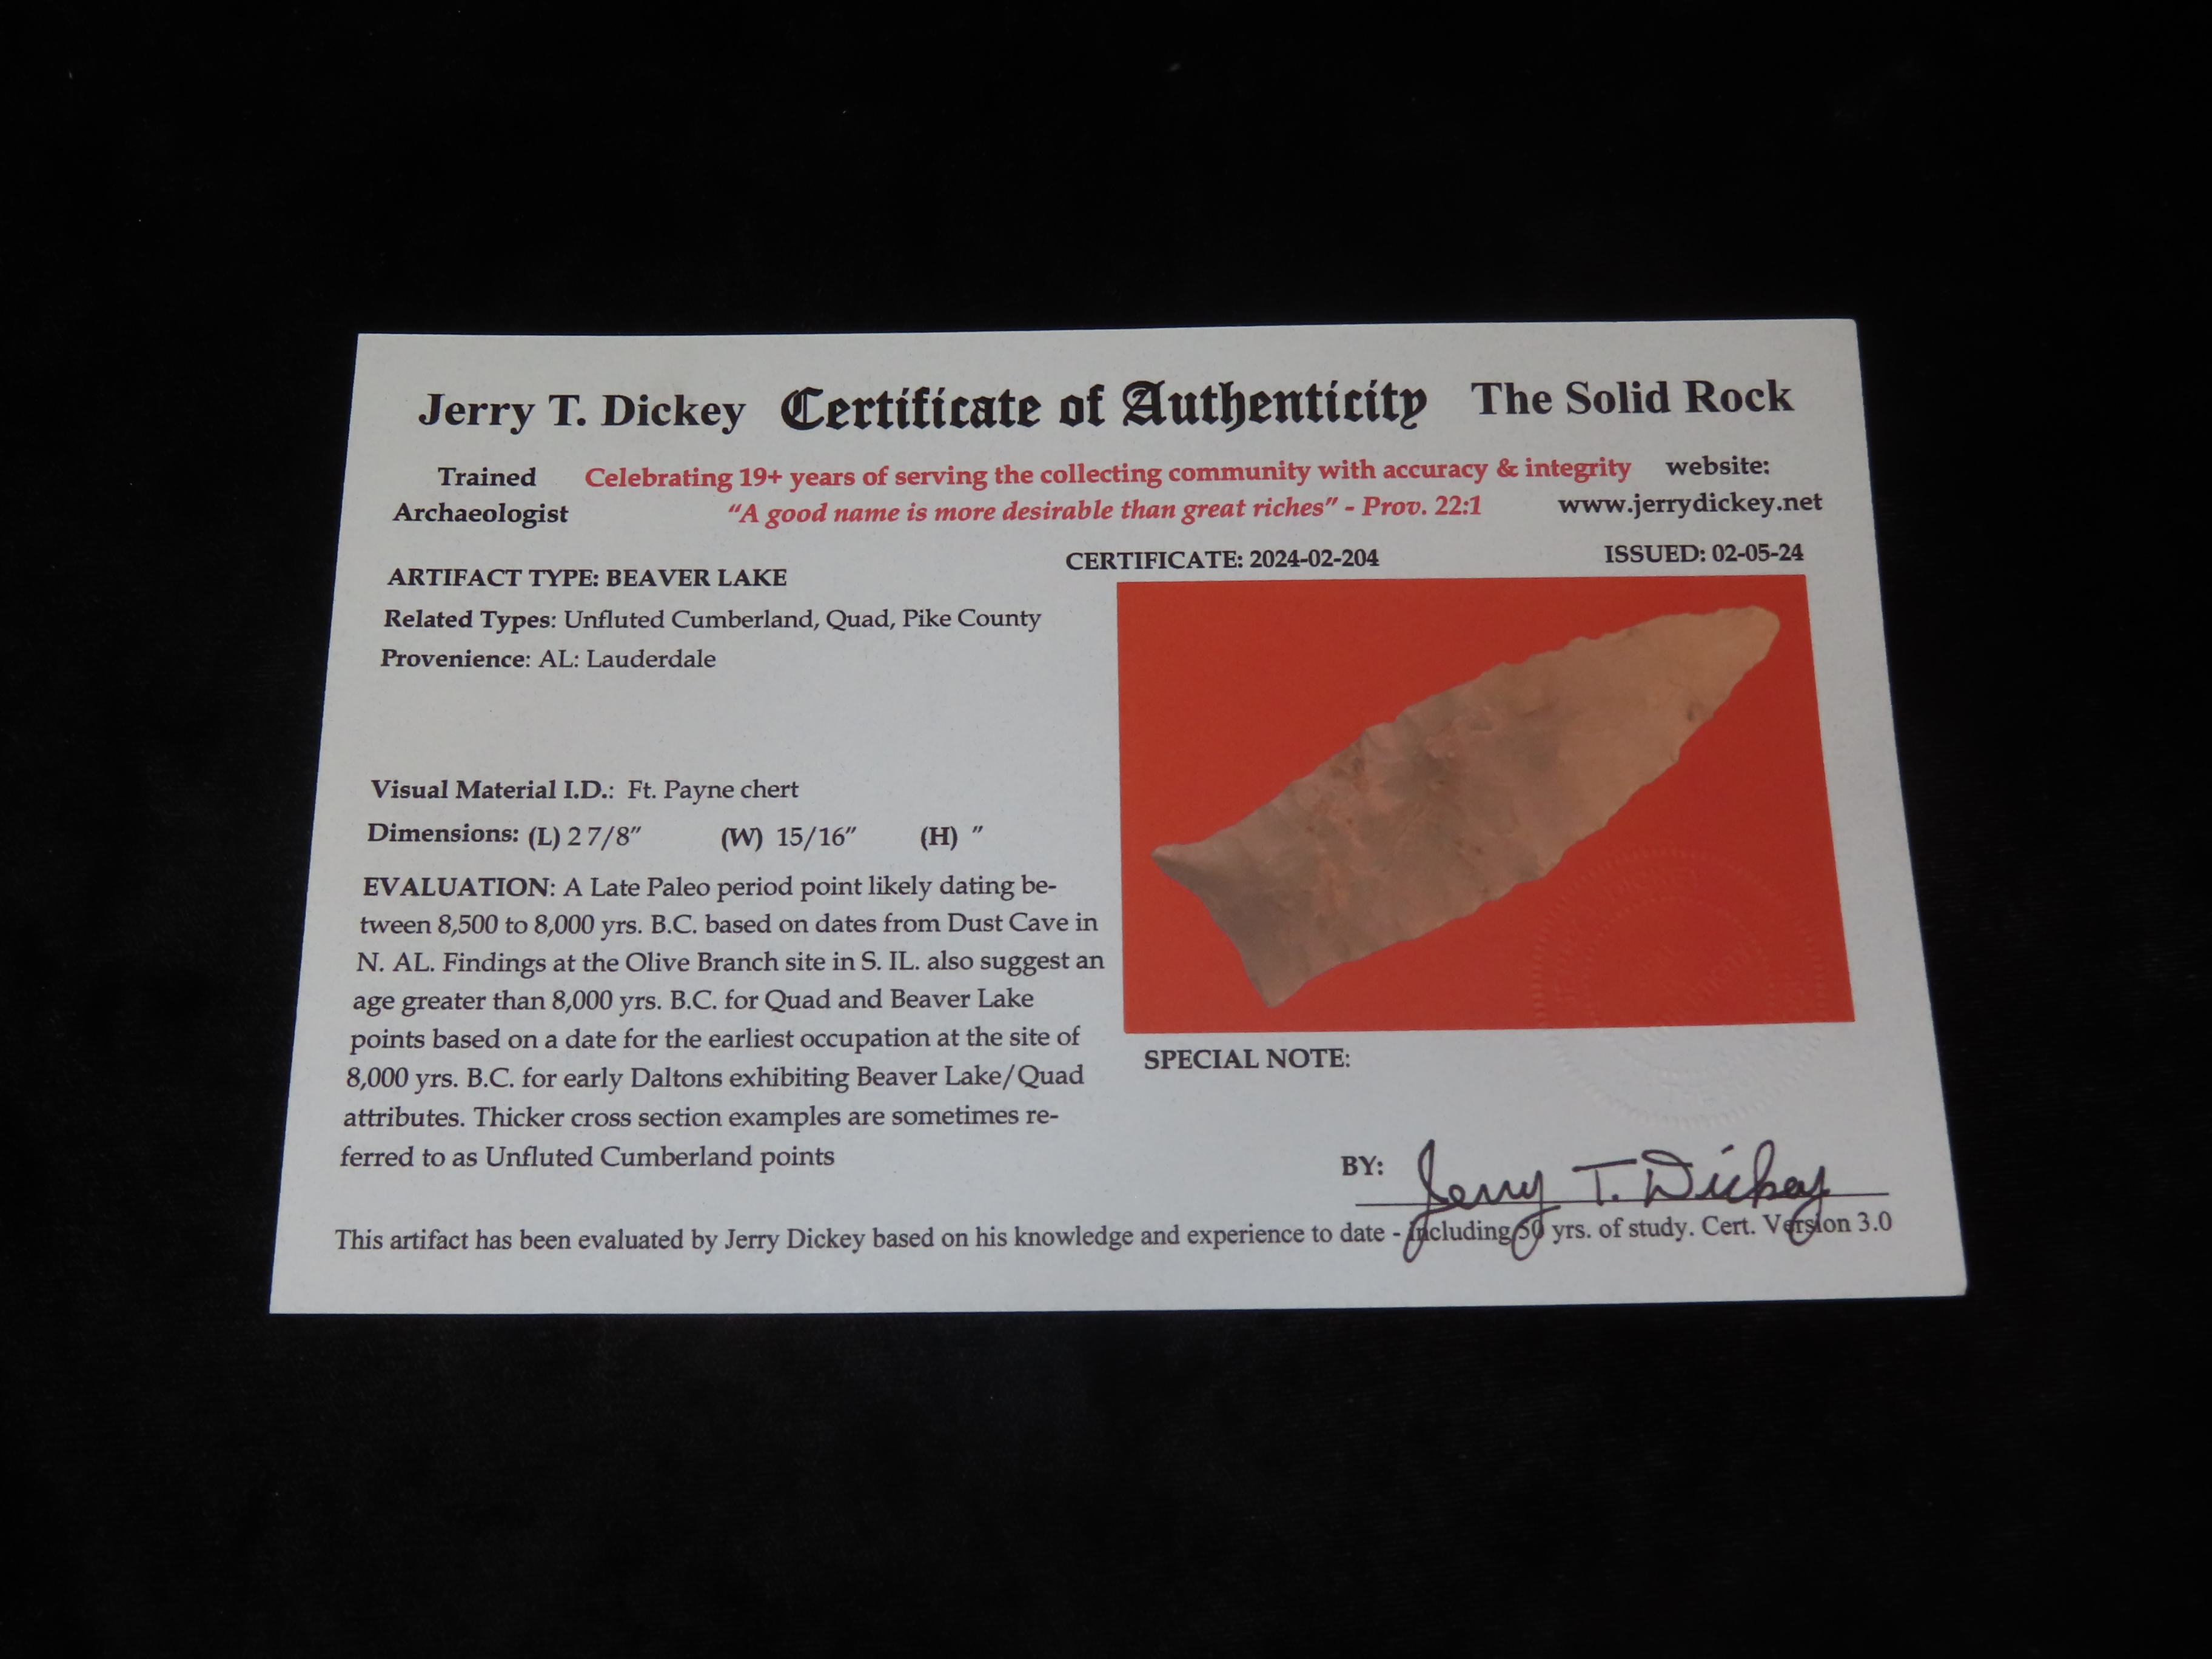 Jerry T. Dickey Certificate of Authenticity The Solid Rock
Trained Celebrating 19+ years of serving the collecting community with accuracy & integrity website:
Archaeologist “A good name is more desirable than great riches” - Prov. 22:1 www.jerrydickey.net
CERTIFICATE: 2024-02-204 ISSUED: 02-05-24
ARTIFACT TYPE: BEAVER LAKE
Related Types: Unfluted Cumberland, Quad, Pike County
Provenience: AL: Lauderdale
Visual Material I.D.: Ft. Payne chert
Dimensions: (L) 2 7/8” (W) 15/16” (H) ”
EVALUATION: A Late Paleo period point likely dating be-
tween 8,500 to 8,000 yrs. B.C. based on dates from Dust Cave in
N. AL. Findings at the Olive Branch site in S. IL. also suggest an
age greater than 8,000 yrs. B.C. for Quad and Beaver Lake
points based on a date for the earliest occupation at the site of
8,000 yrs. B.C. for early Daltons exhibiting Beaver Lake/Quad
attributes. Thicker cross section examples are sometimes re-
ferred to as Unfluted Cumberland points
SPECIAL NOTE:
BY: Jerry T. Dickey
This artifact has been evaluated by Jerry Dickey based on his knowledge and experience to date - including 50 yrs. of study. Cert. Version 3.0